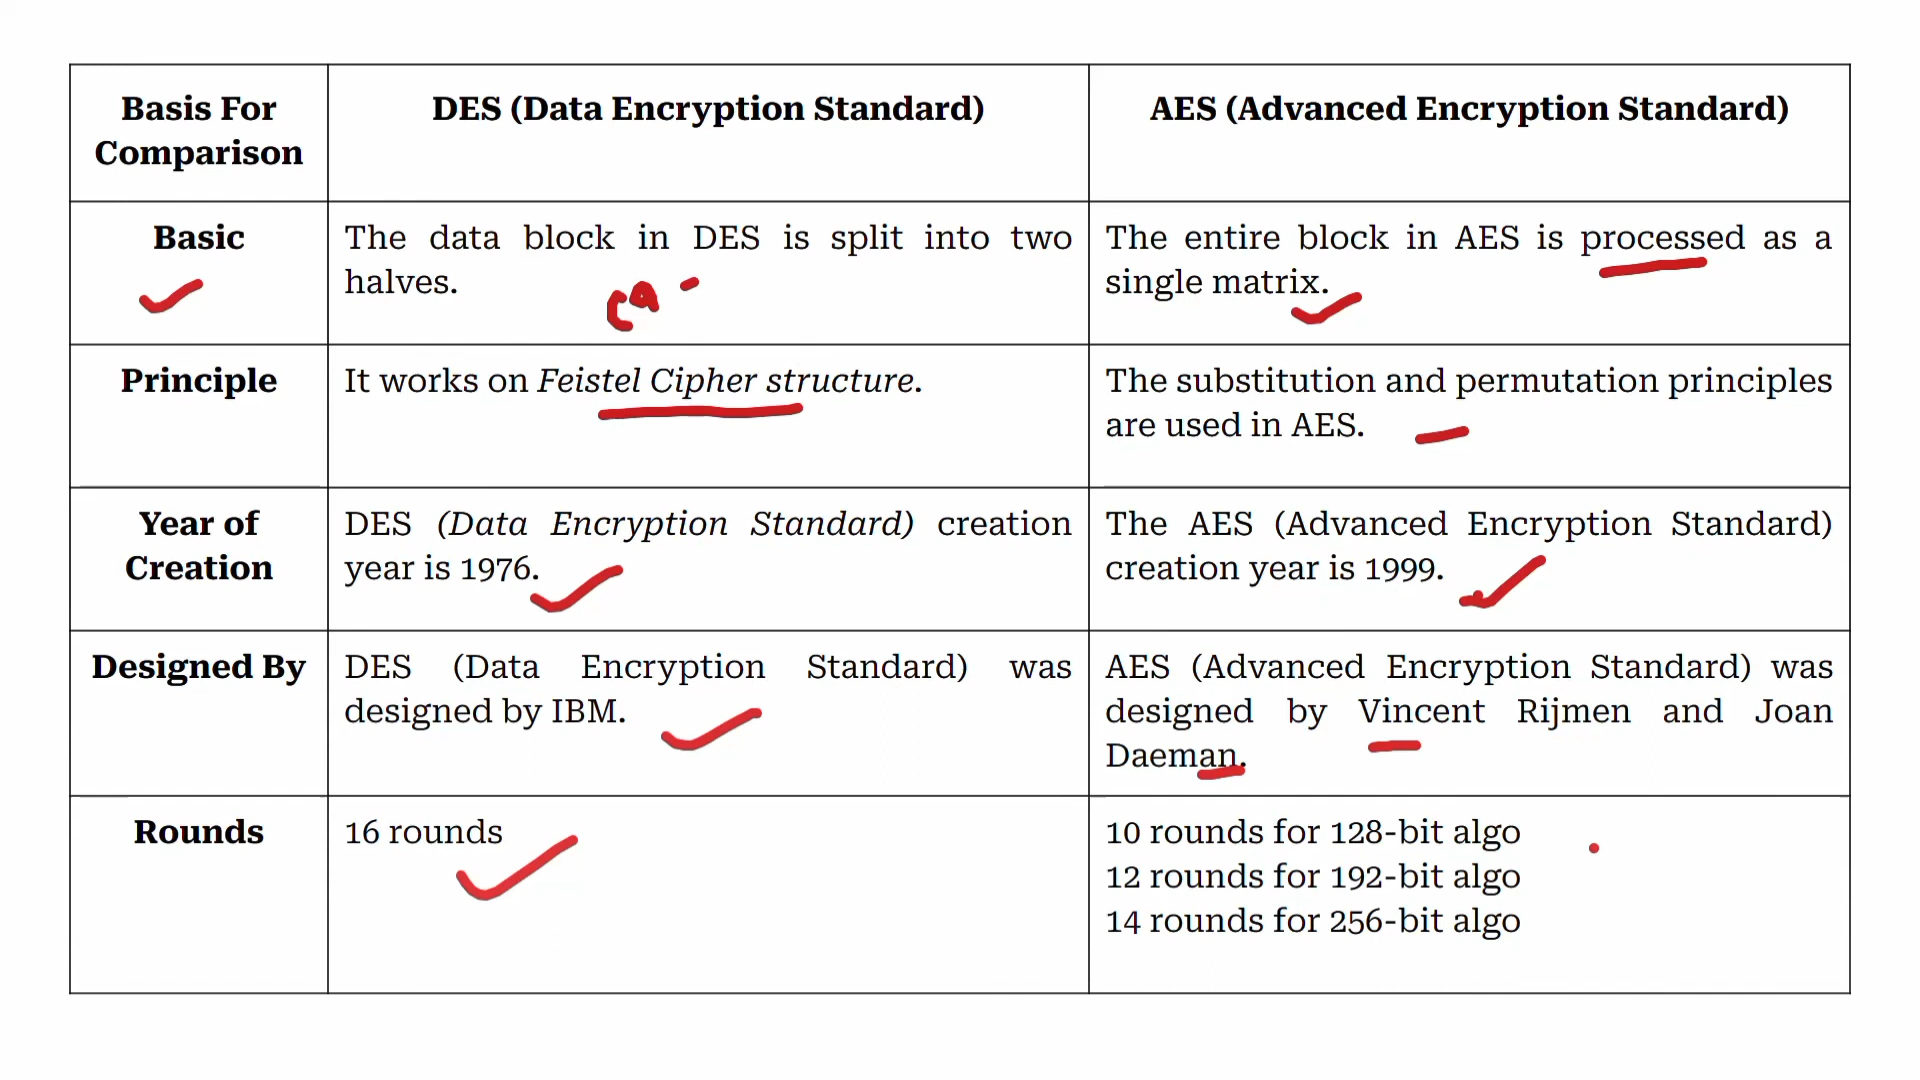 Basis For
Comparison
DES (Data Encryption Standard)
AES (Advanced Encryption Standard)
Basic
The data block in DES is split into two
halves.
The entire block in AES is processed as a
single matrix.
Principle
It works on Feistel Cipher structure.
The substitution and permutation principles
are used in AES.
Year of
Creation
DES (Data Encryption Standard) creation
year is 1976.
The AES (Advanced Encryption Standard)
creation year is 1999.
Designed By
DES (Data Encryption Standard) was
designed by IBM.
AES (Advanced Encryption Standard) was
designed by Vincent Rijmen and Joan
Daeman.
Rounds
16 rounds
10 rounds for 128-bit algo
12 rounds for 192-bit algo
14 rounds for 256-bit algo